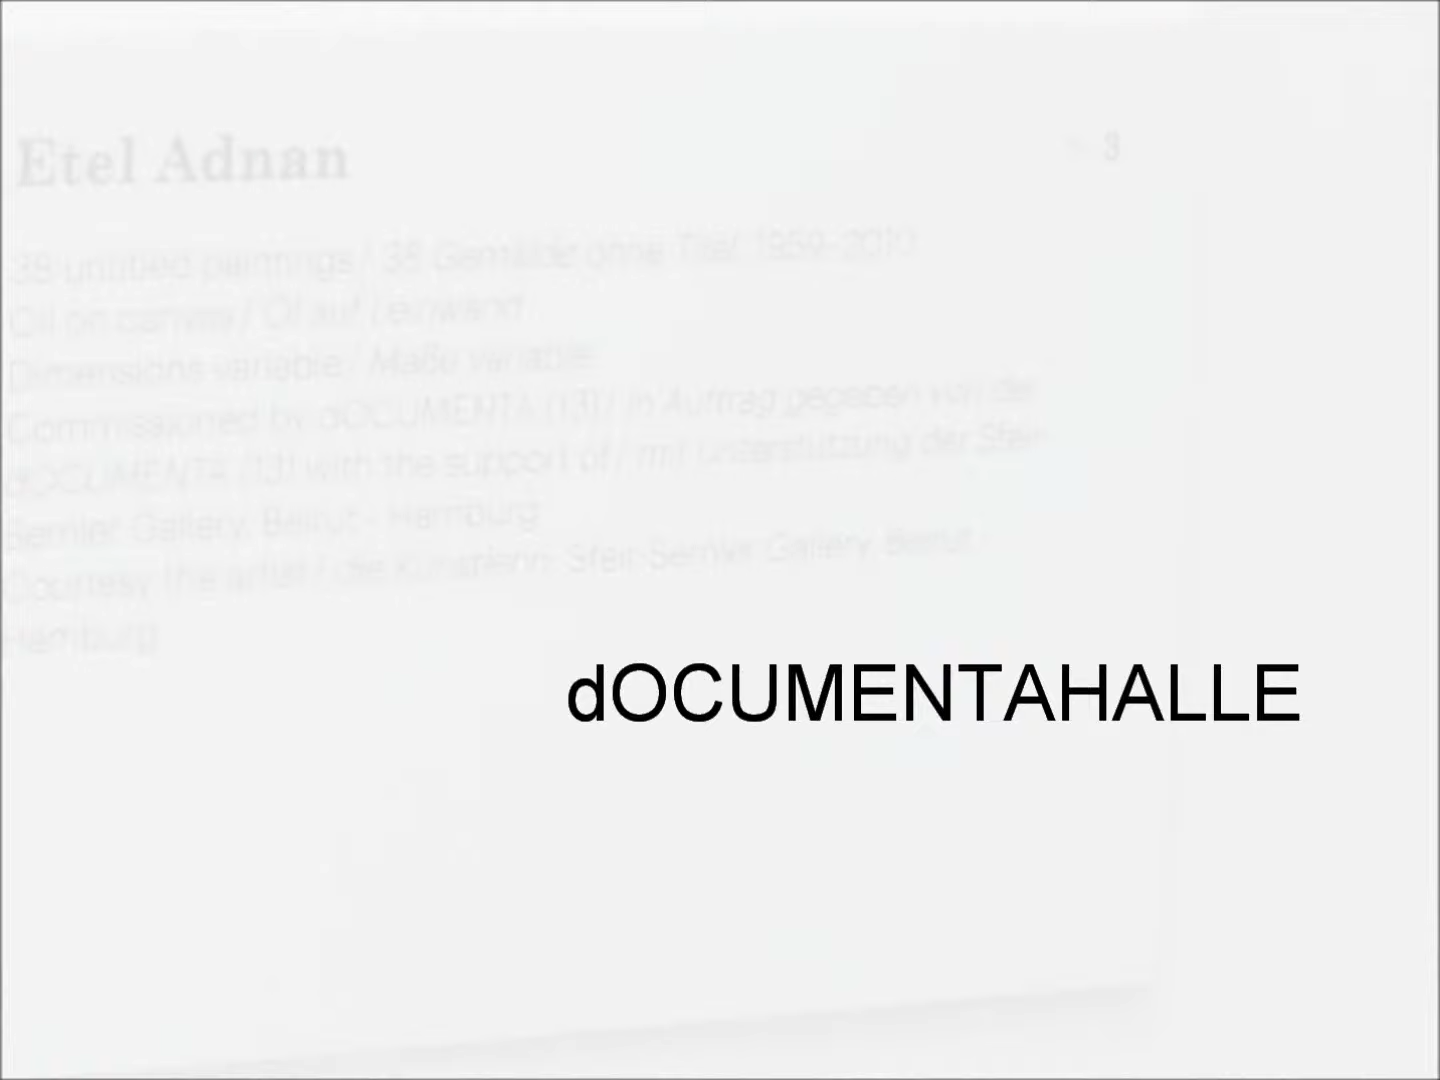 Etel Adnan
3
38 untitled paintings / 38 Gemälde ohne Titel, 1959–2010
Oil on canvas / Öl auf Leinwand
Dimensions variable / Maße variabel
Commissioned by dOCUMENTA (13) / in Auftrag gegeben von der
dOCUMENTA (13) with the support of / mit Unterstützung der Sfeir-
Semler Gallery, Beirut - Hamburg
Courtesy the artist / die Künstlerin; Sfeir-Semler Gallery, Beirut -
Hamburg
dOCUMENTAHALLE